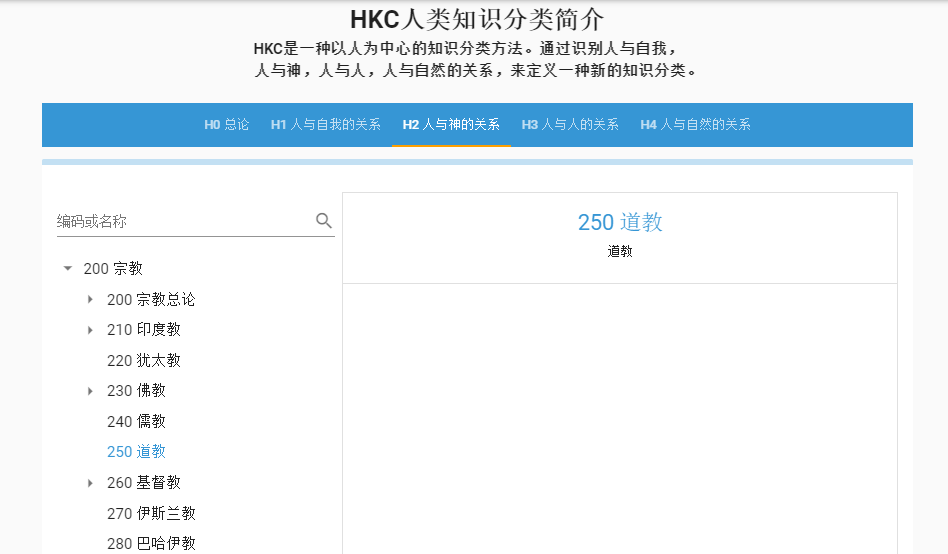 HKC人类知识分类简介
HKC是一种以人为中心的知识分类方法。通过识别人与自我，
人与神，人与人，人与自然的关系，来定义一种新的知识分类。
H0 总论 H1 人与自我的关系 H2 人与神的关系 H3 人与人的关系 H4 人与自然的关系
编码或名称
250 道教
道教
200 宗教
200 宗教总论
210 印度教
220 犹太教
230 佛教
240 儒教
250 道教
260 基督教
270 伊斯兰教
280 巴哈伊教